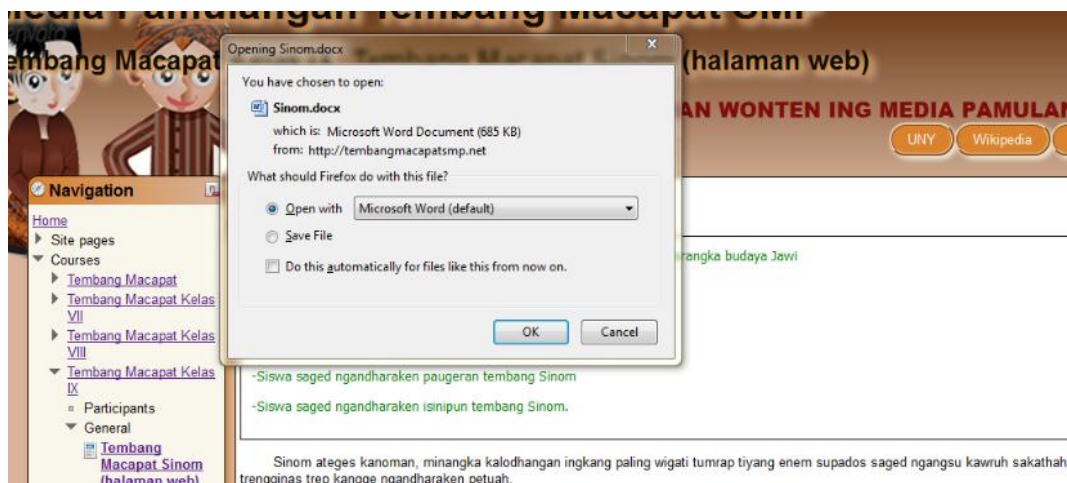 Media Pamulangan Tembang Macapat SMP
Tembang Macapat
(halaman web)
Opening Sinom.docx
You have chosen to open:
Sinom.docx
which is: Microsoft Word Document (685 KB)
from: http://tembangmacapatsmp.net
What should Firefox do with this file?
Open with Microsoft Word (default)
Save File
Do this automatically for files like this from now on.
OK Cancel
AN WONTEN ING MEDIA PAMULAN
UNY Wikipedia
Navigation
Home
Site pages
Courses
Tembang Macapat
Tembang Macapat Kelas
VII
Tembang Macapat Kelas
VIII
Tembang Macapat Kelas
IX
Participants
General
Tembang
Macapat Sinom
(halaman web)
rangka budaya Jawi
-Siswa saged ngandharaken paugeran tembang Sinom
-Siswa saged ngandharaken isinipun tembang Sinom.
Sinom ateges kanoman, minangka kalodhangan ingkang paling wigati tumrap tiyang enem supados saged ngangsu kawruh sakathah
trengginas trep kangge ngandharaken petuah.